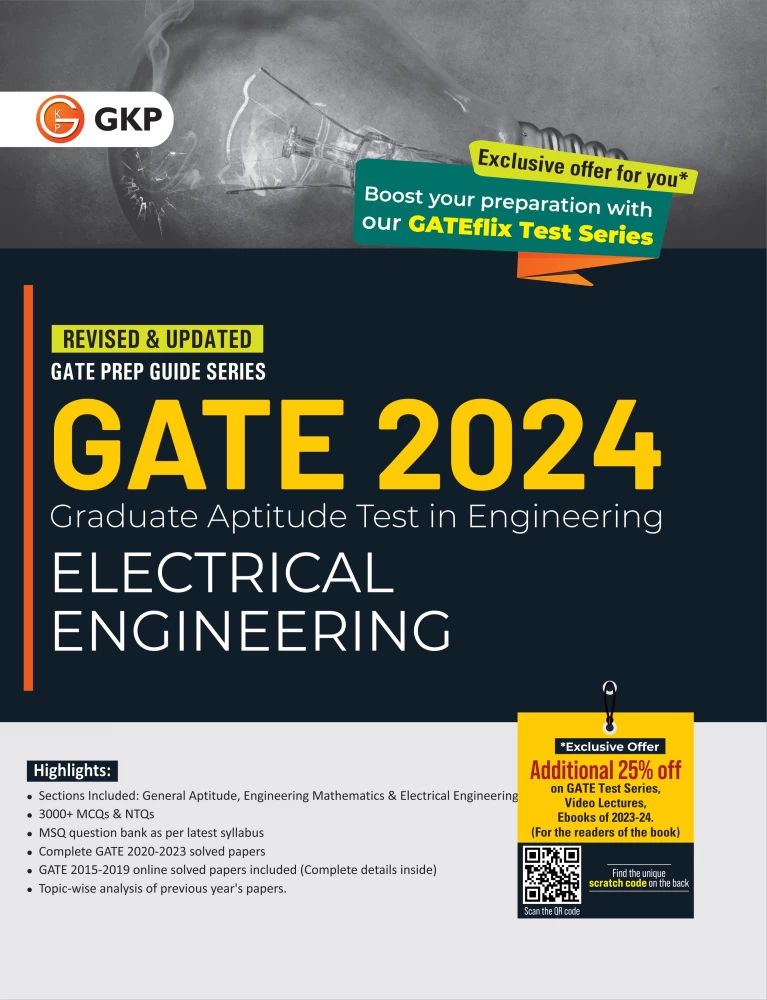 GKP
Exclusive offer for you*
Boost your preparation with
our GATEflix Test Series
REVISED & UPDATED
GATE PREP GUIDE SERIES
GATE 2024
Graduate Aptitude Test in Engineering
ELECTRICAL
ENGINEERING
Highlights:
• Sections Included: General Aptitude, Engineering Mathematics & Electrical Engineering
• 3000+ MCQs & NTQs
• MSQ question bank as per latest syllabus
• Complete GATE 2020-2023 solved papers
• GATE 2015-2019 online solved papers included (Complete details inside)
• Topic-wise analysis of previous year's papers.
*Exclusive Offer
Additional 25% off
on GATE Test Series,
Video Lectures,
Ebooks of 2023-24.
(For the readers of the book)
Scan the QR code
Find the unique
scratch code on the back